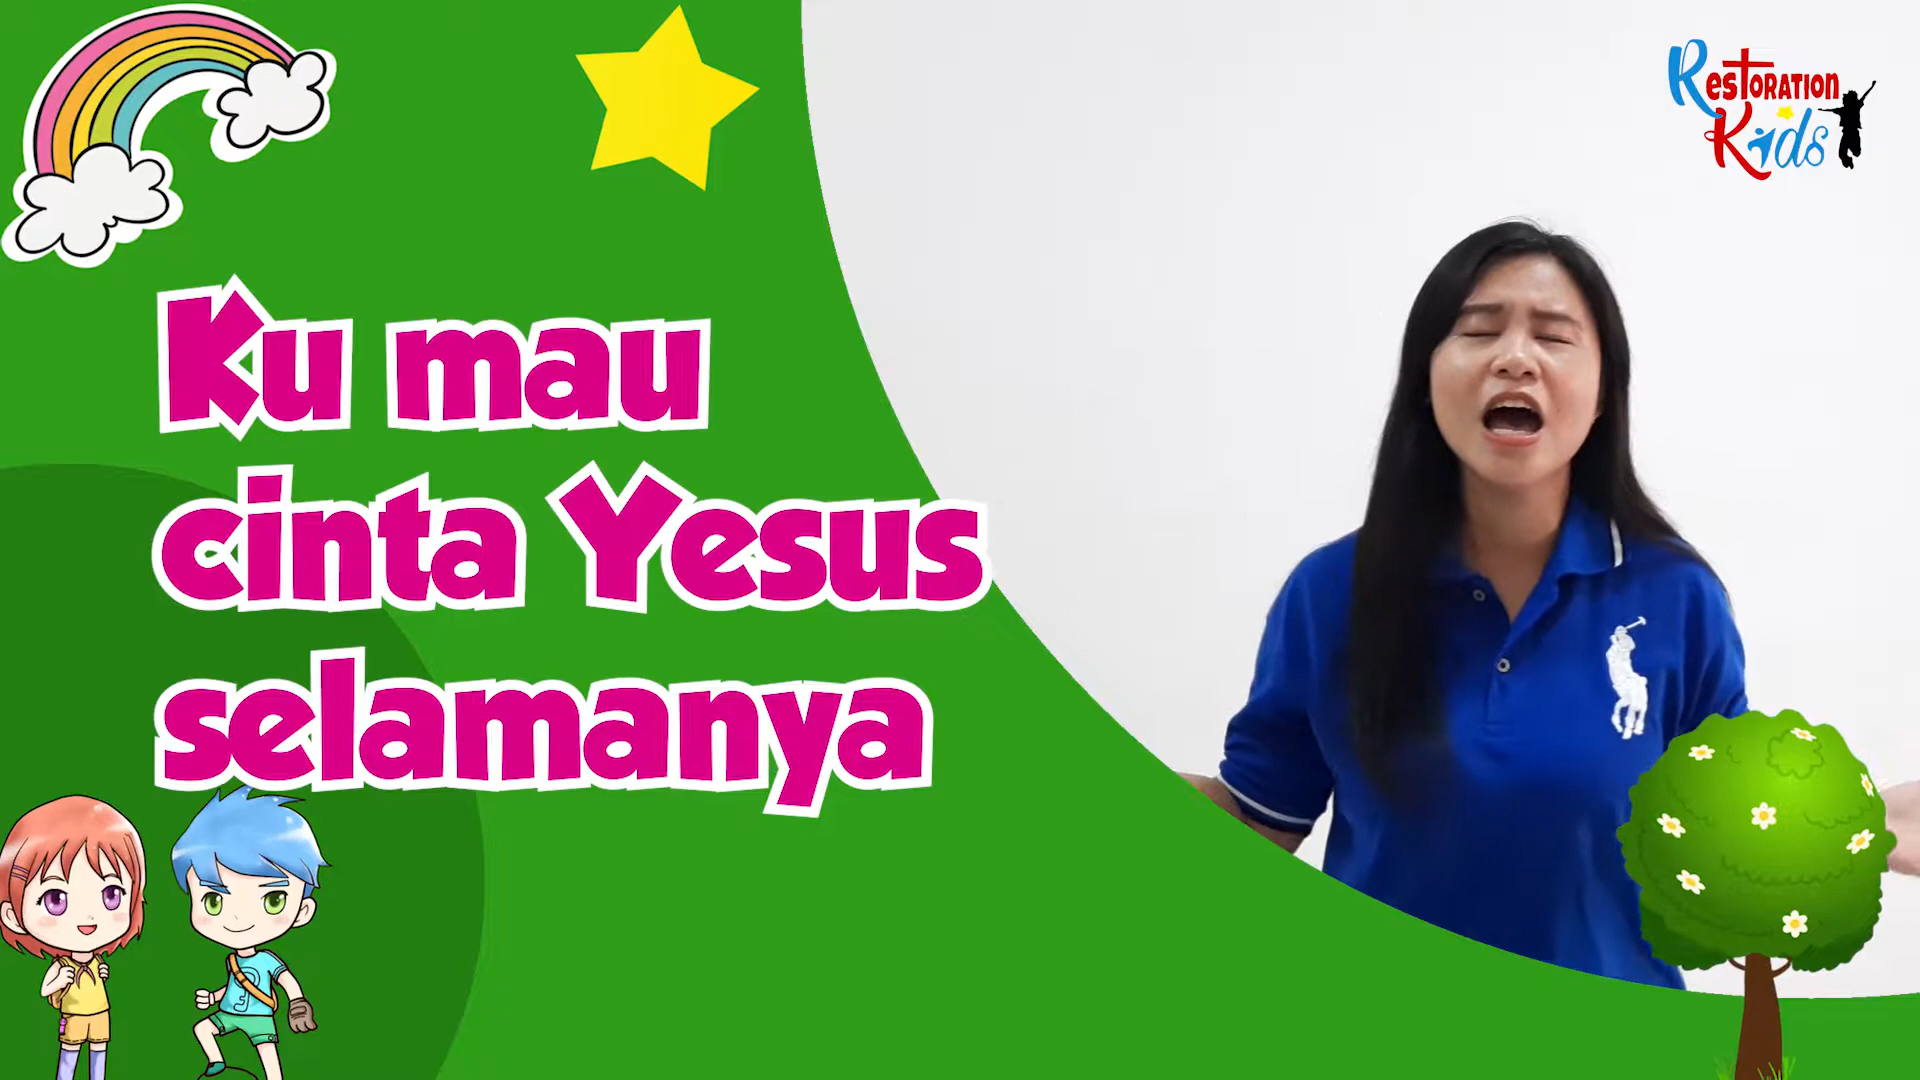 Restoration
Kids
Ku mau
cinta Yesus
selamanya